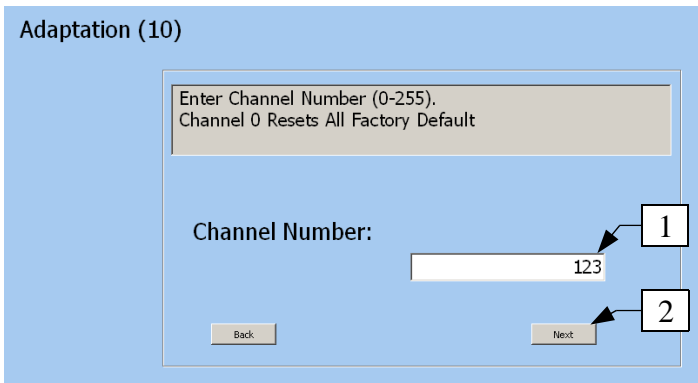 Adaptation (10)
Enter Channel Number (0-255).
Channel 0 Resets All Factory Default
Channel Number:
1
123
2
Back
Next